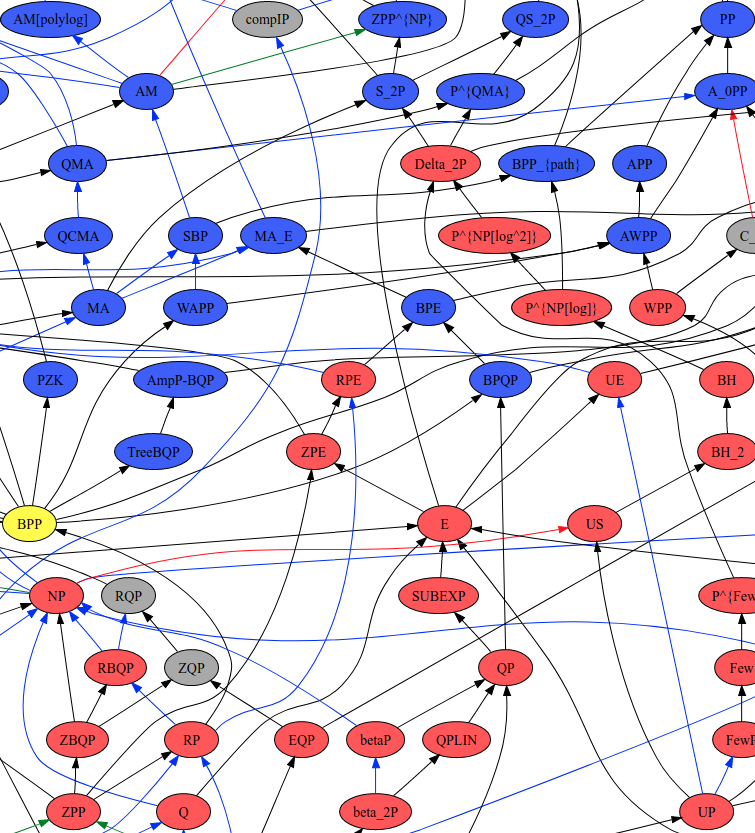 AM[polylog]
compIP
ZPP^{NP}
QS_2P
PP
AM
S_2P
P^{QMA}
A_0PP
QMA
Delta_2P
BPP_{path}
APP
QCMA
SBP
MA_E
P^{NP[log^2]}
AWPP
C_
MA
WAPP
BPE
P^{NP[log]}
WPP
PZK
AmpP-BQP
RPE
BPQP
UE
BH
TreeBQP
ZPE
BH_2
BPP
E
US
NP
RQP
SUBEXP
P^{Few
RBQP
ZQP
QP
Few
ZBQP
RP
EQP
betaP
QPLIN
FewP
ZPP
Q
beta_2P
UP